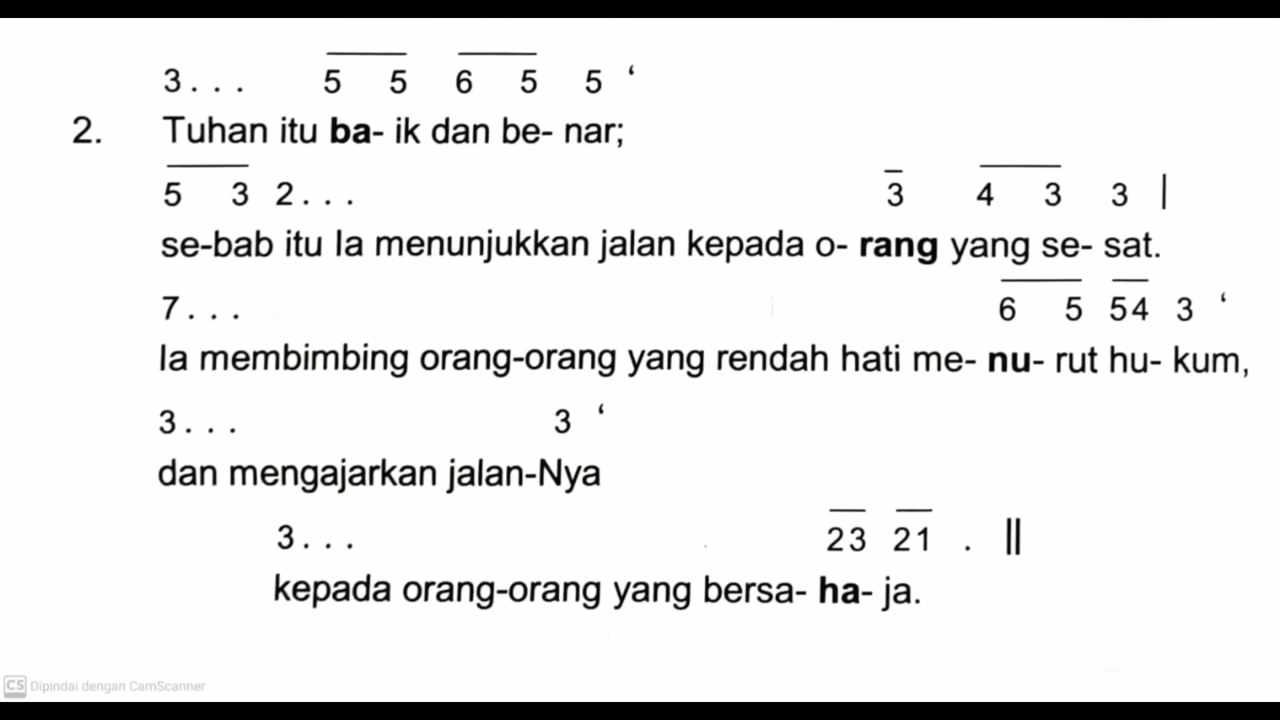 3 . . . 5 5 6 5 5 ‘
2. Tuhan itu ba- ik dan be- nar;
5 3 2 . . . 3 4 3 3 |
se-bab itu Ia menunjukkan jalan kepada o- rang yang se- sat.
7 . . . 6 5 54 3 ‘
Ia membimbing orang-orang yang rendah hati me- nu- rut hu- kum,
3 . . . 3 ‘
dan mengajarkan jalan-Nya
3 . . . 23 21 . ||
kepada orang-orang yang bersa- ha- ja.
CS Dipindai dengan CamScanner